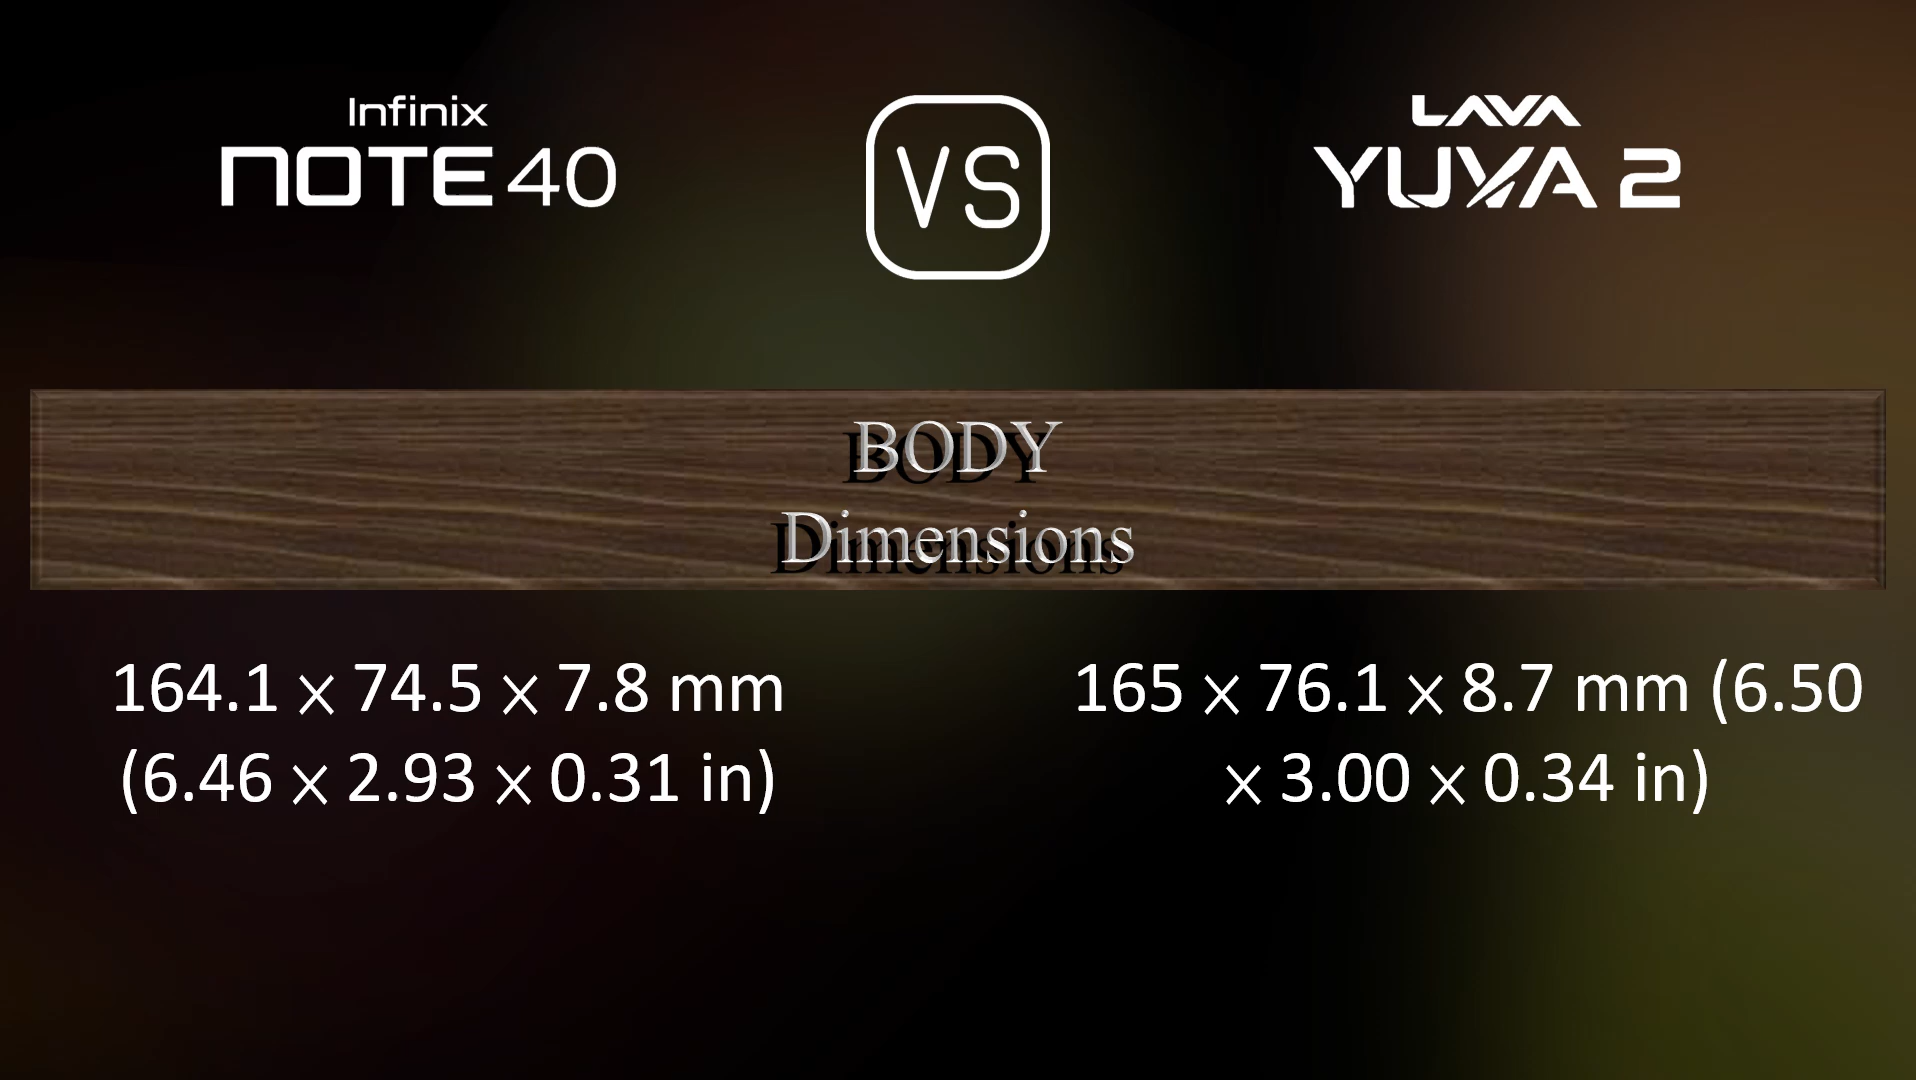 Infinix
NOTE 40
VS
LAVA
YUVA 2
BODY
Dimensions
164.1 x 74.5 x 7.8 mm
(6.46 x 2.93 x 0.31 in)
165 x 76.1 x 8.7 mm (6.50
x 3.00 x 0.34 in)